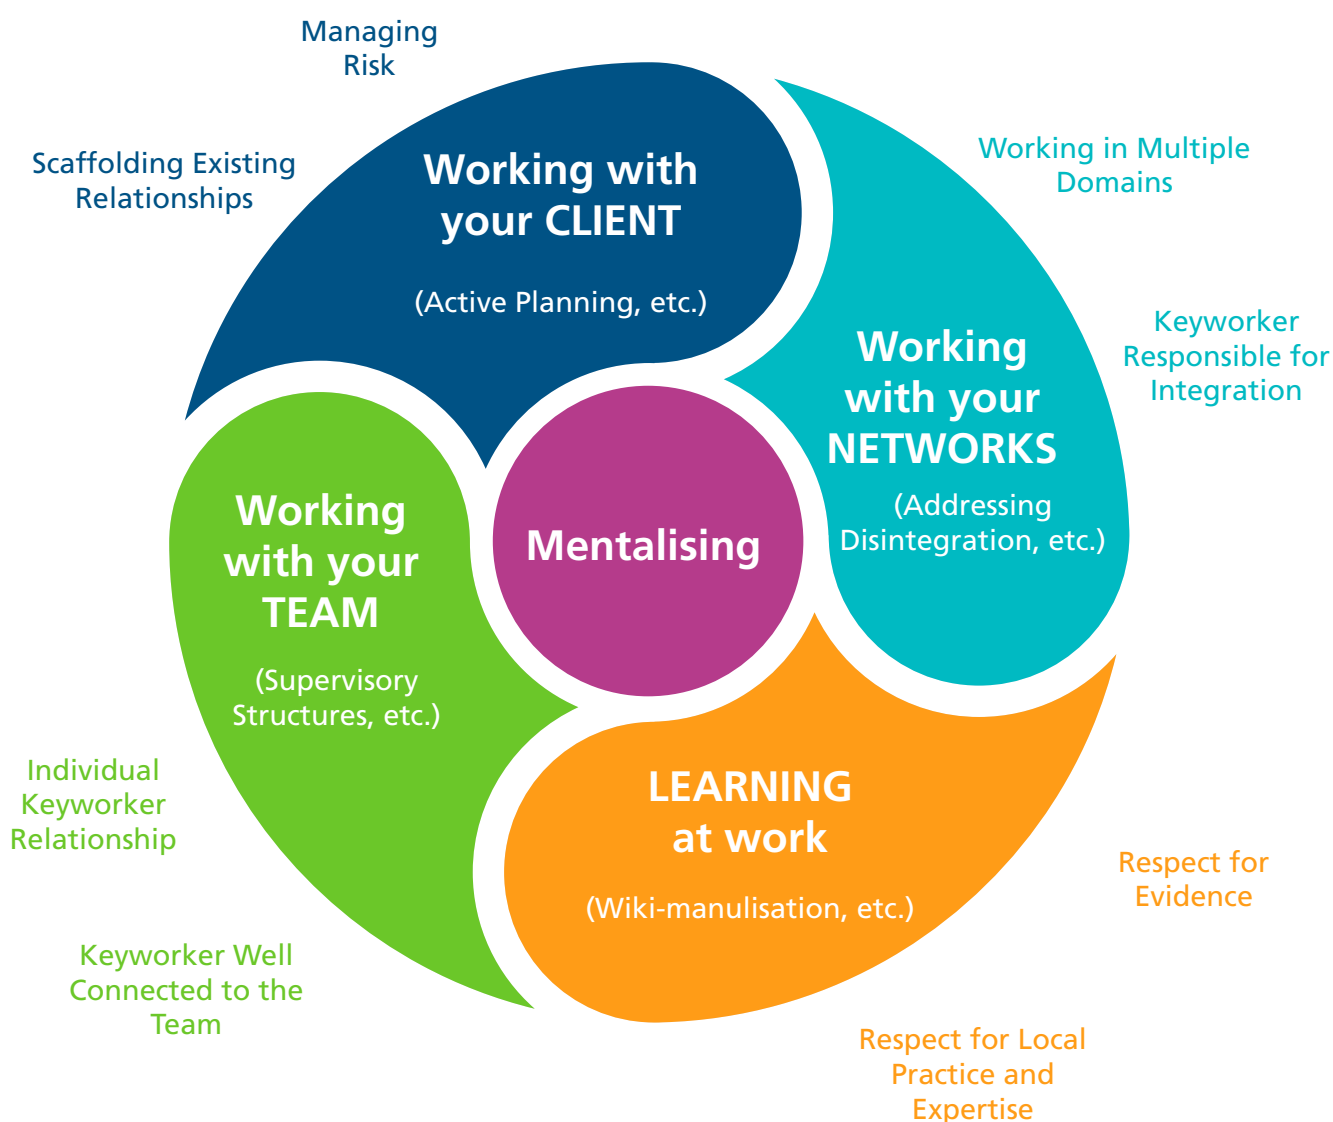 Managing
Risk
Scaffolding Existing
Relationships
Working with
your CLIENT
(Active Planning, etc.)
Working in Multiple
Domains
Keyworker
Responsible for
Integration
Working
with your
NETWORKS
(Addressing
Disintegration, etc.)
Mentalising
Working
with your
TEAM
(Supervisory
Structures, etc.)
Individual
Keyworker
Relationship
Keyworker Well
Connected to the
Team
LEARNING
at work
(Wiki-manulisation, etc.)
Respect for
Evidence
Respect for Local
Practice and
Expertise